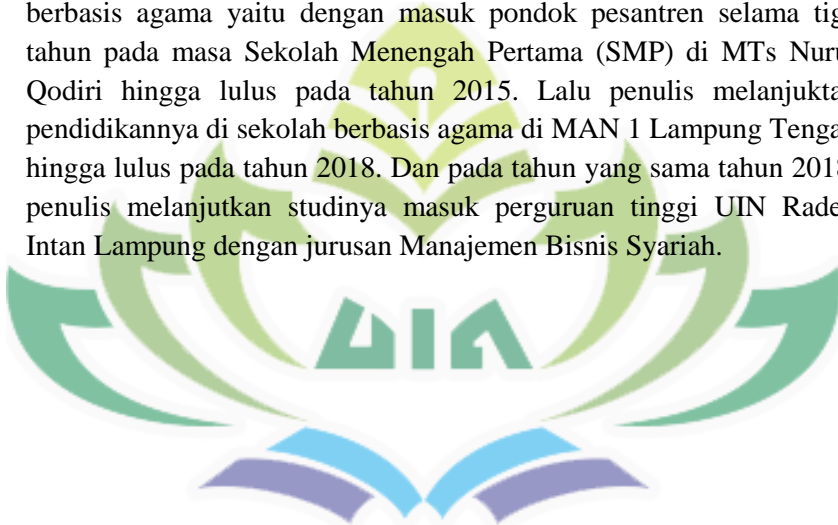 berbasis agama yaitu dengan masuk pondok pesantren selama tig
tahun pada masa Sekolah Menengah Pertama (SMP) di MTs Nuru
Qodiri hingga lulus pada tahun 2015. Lalu penulis melanjukta
pendidikannya di sekolah berbasis agama di MAN 1 Lampung Tenga
hingga lulus pada tahun 2018. Dan pada tahun yang sama tahun 2018
penulis melanjutkan studinya masuk perguruan tinggi UIN Rade
Intan Lampung dengan jurusan Manajemen Bisnis Syariah.
UIN